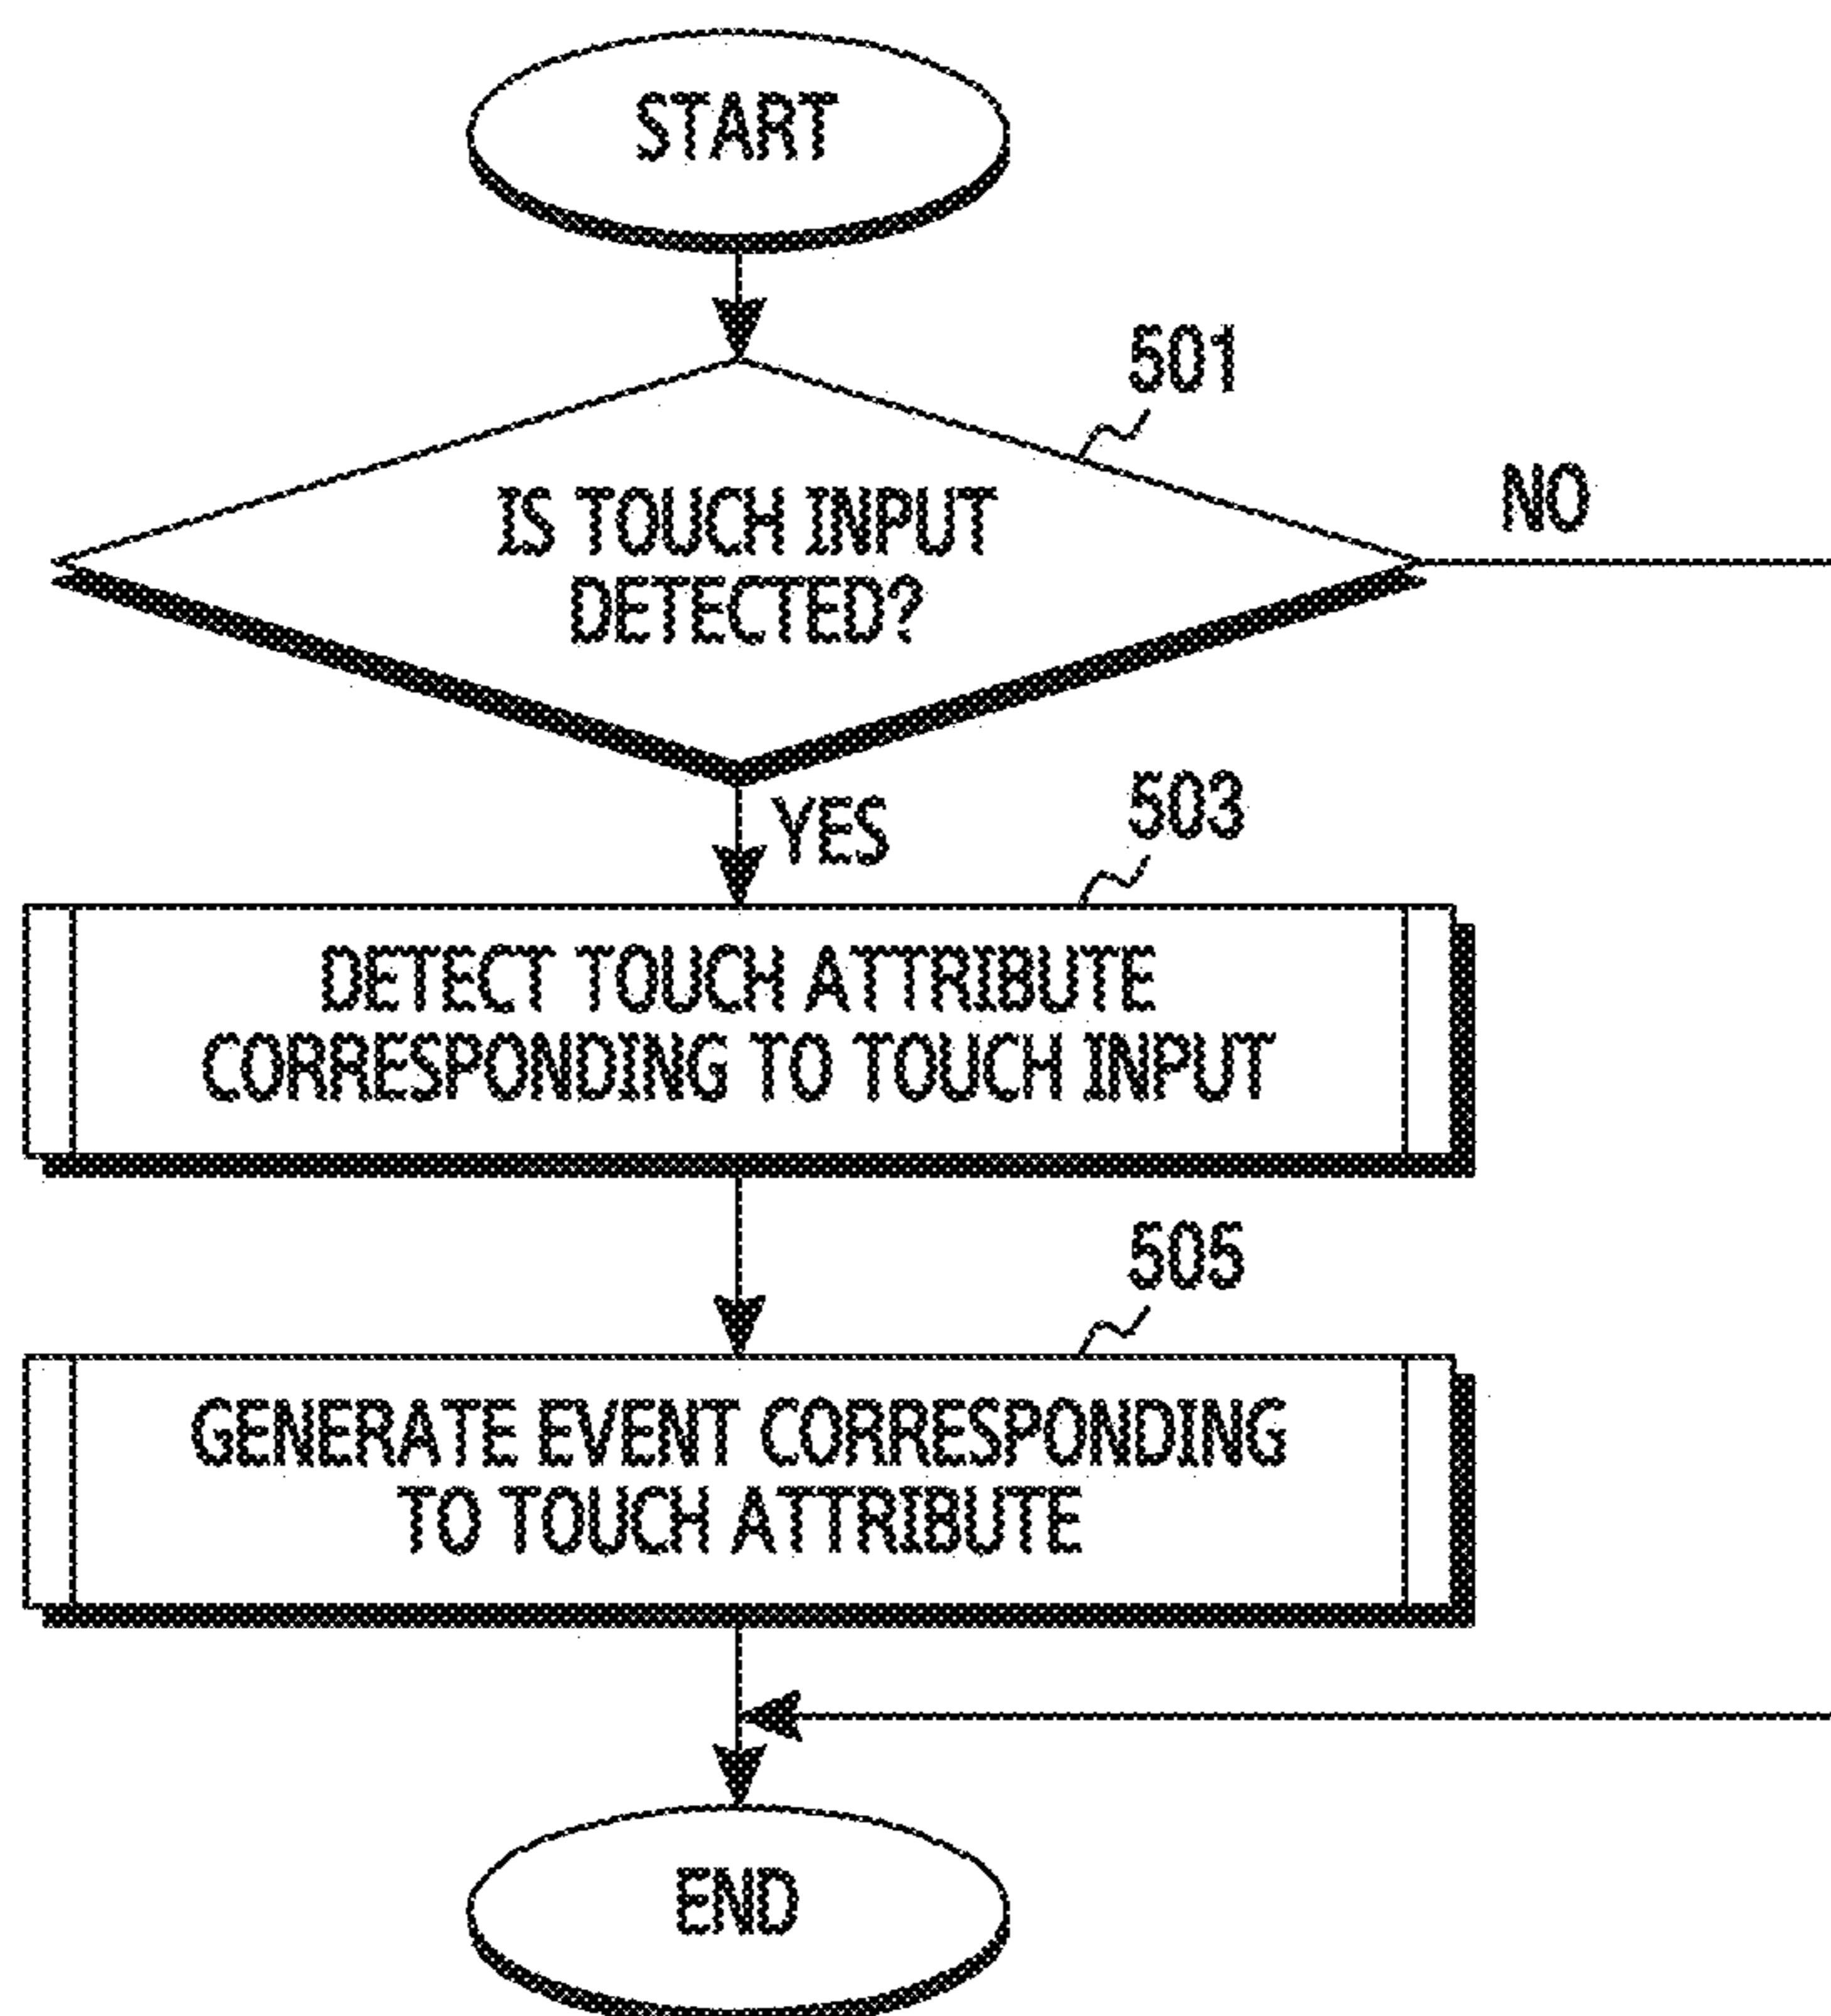 START
501
IS TOUCH INPUT
DETECTED?
NO
YES
503
DETECT TOUCH ATTRIBUTE
CORRESPONDING TO TOUCH INPUT
505
GENERATE EVENT CORRESPONDING
TO TOUCH ATTRIBUTE
END